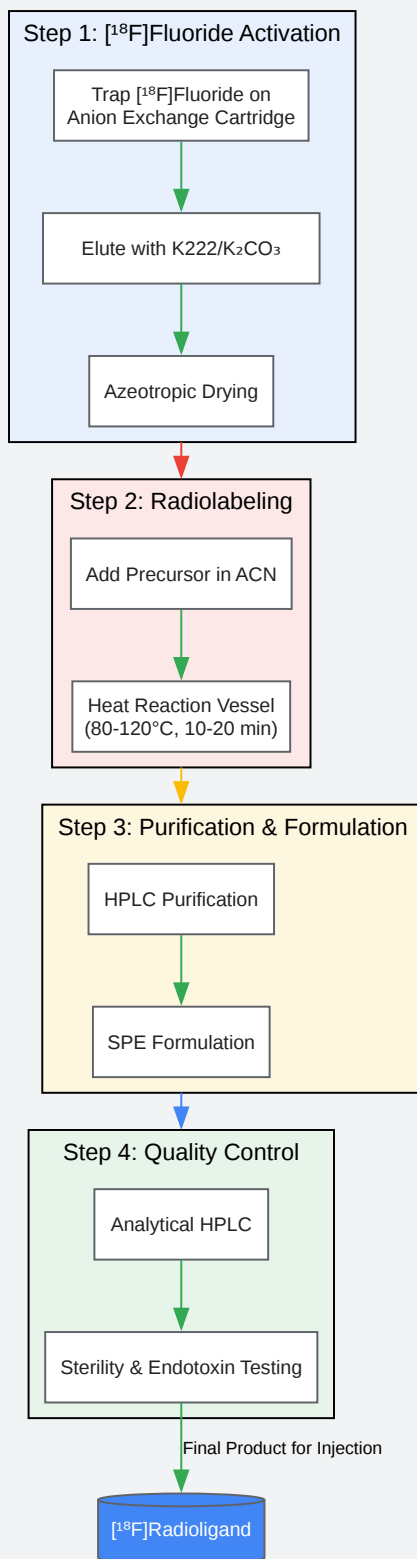 Step 1: [¹⁸F]Fluoride Activation
Trap [¹⁸F]Fluoride on
Anion Exchange Cartridge
Elute with K222/K₂CO₃
Azeotropic Drying
Step 2: Radiolabeling
Add Precursor in ACN
Heat Reaction Vessel
(80-120°C, 10-20 min)
Step 3: Purification & Formulation
HPLC Purification
SPE Formulation
Step 4: Quality Control
Analytical HPLC
Sterility & Endotoxin Testing
Final Product for Injection
[¹⁸F]Radioligand